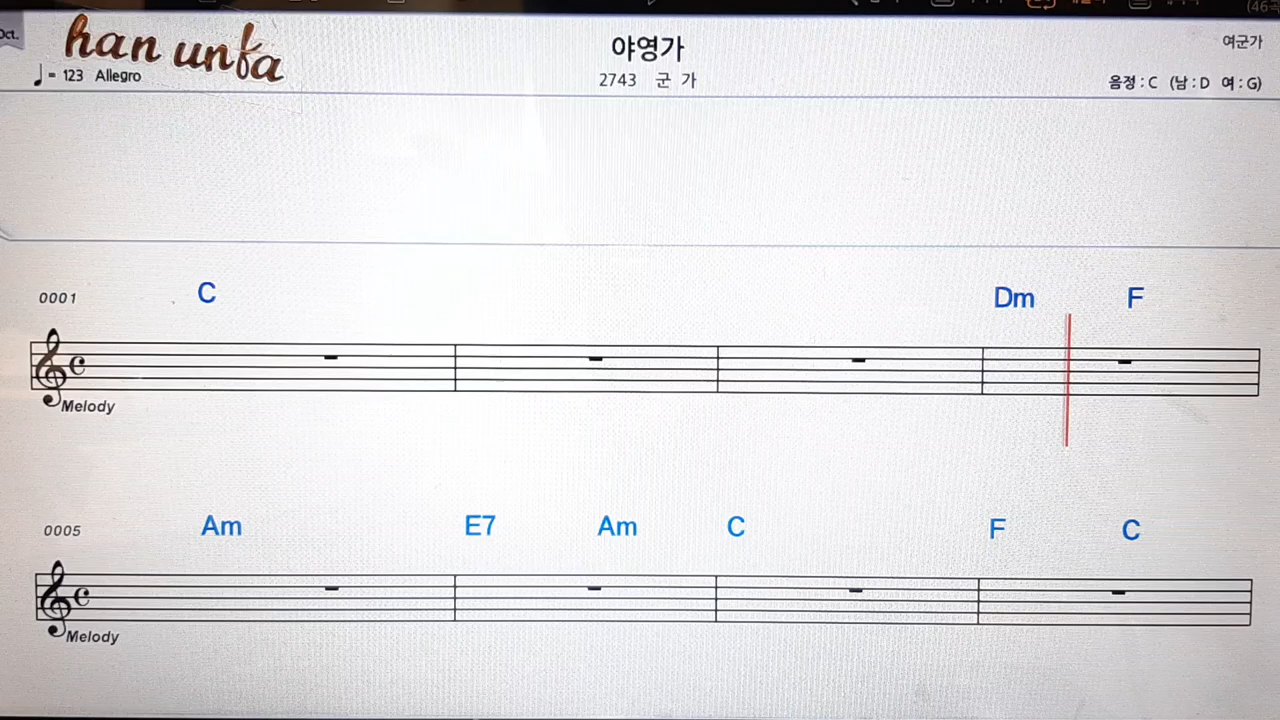 Oct.
han unfa
야영가
여군가
♩= 123 Allegro
2743 군 가
음정 : C (남 : D 여 : G)
0001 C Dm F
Melody
0005 Am E7 Am C F C
Melody